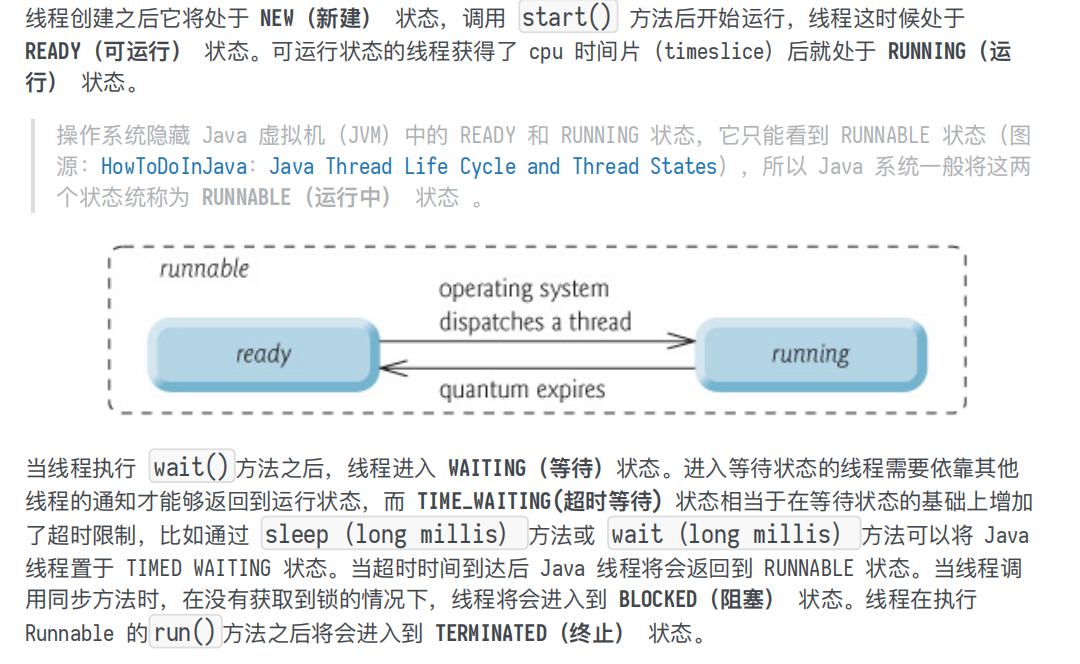 线程创建之后它将处于 NEW（新建） 状态，调用 start() 方法后开始运行，线程这时候处于
READY（可运行） 状态。可运行状态的线程获得了 cpu 时间片（timeslice）后就处于 RUNNING（运
行） 状态。
操作系统隐藏 Java 虚拟机（JVM）中的 READY 和 RUNNING 状态，它只能看到 RUNNABLE 状态（图
源：HowToDoInJava：Java Thread Life Cycle and Thread States），所以 Java 系统一般将这两
个状态统称为 RUNNABLE（运行中） 状态 。
runnable
operating system
dispatches a thread
ready
running
quantum expires
当线程执行 wait()方法之后，线程进入 WAITING（等待）状态。进入等待状态的线程需要依靠其他
线程的通知才能够返回到运行状态，而 TIME_WAITING(超时等待) 状态相当于在等待状态的基础上增加
了超时限制，比如通过 sleep（long millis）方法或 wait（long millis）方法可以将 Java
线程置于 TIMED WAITING 状态。当超时时间到达后 Java 线程将会返回到 RUNNABLE 状态。当线程调
用同步方法时，在没有获取到锁的情况下，线程将会进入到 BLOCKED（阻塞） 状态。线程在执行
Runnable 的run()方法之后将会进入到 TERMINATED（终止） 状态。